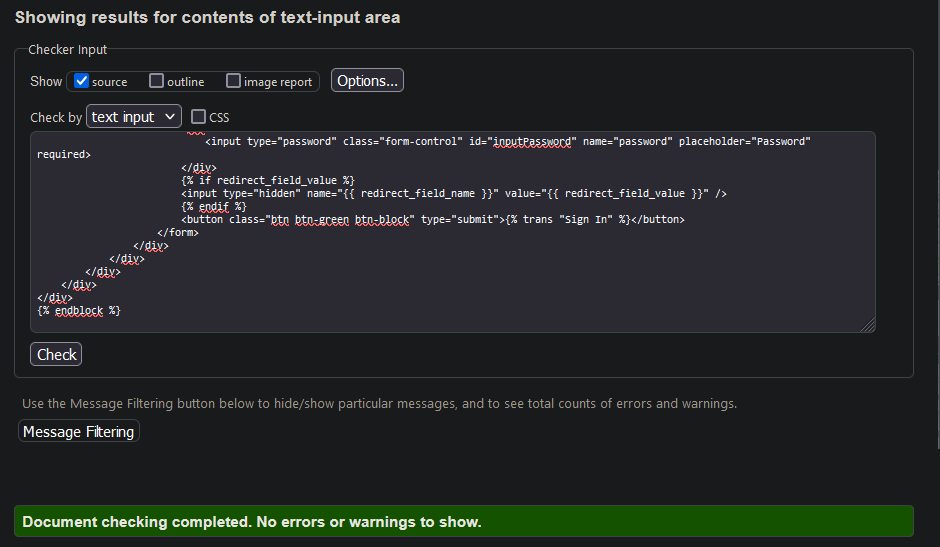 Showing results for contents of text-input area
Checker Input
Show source outline image report Options...
Check by text input CSS
<input type="password" class="form-control" id="inputPassword" name="password" placeholder="Password"
required>
</div>
{% if redirect_field_value %}
<input type="hidden" name="{{ redirect_field_name }}" value="{{ redirect_field_value }}" />
{% endif %}
<button class="btn btn-green btn-block" type="submit">{% trans "Sign In" %}</button>
</form>
</div>
</div>
</div>
</div>
</div>
{% endblock %}
Check
Use the Message Filtering button below to hide/show particular messages, and to see total counts of errors and warnings.
Message Filtering
Document checking completed. No errors or warnings to show.